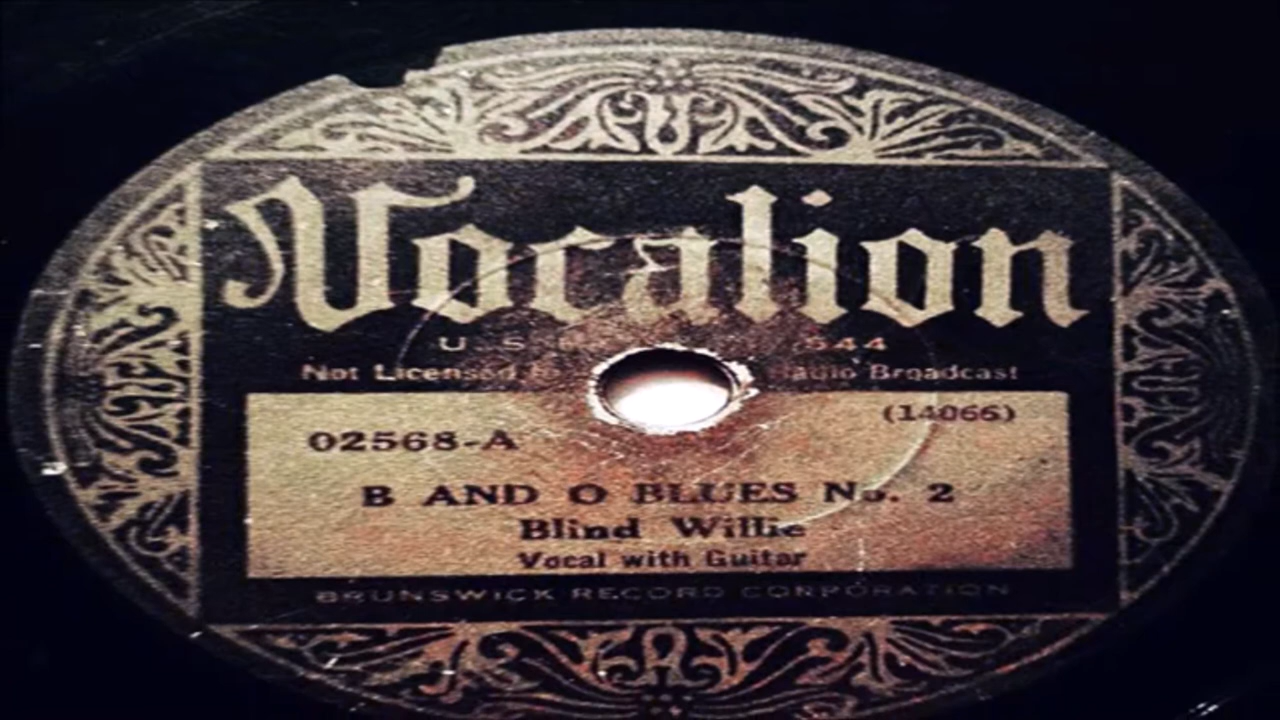 Vocalion
U S 544
Not Licensed Radio Broadcast
(14066)
02568-A
B AND O BLUES No. 2
Blind Willie
Vocal with Guitar
BRUNSWICK RECORD CORPORATION